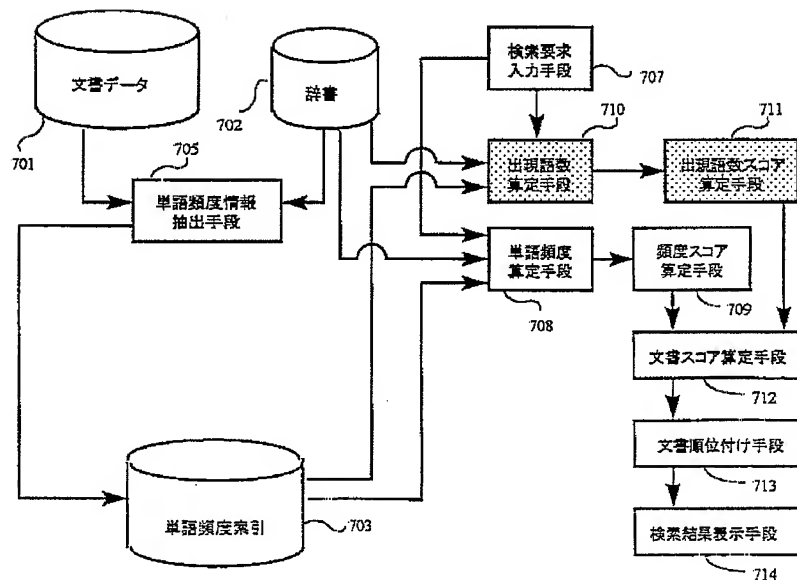 文書データ
701
辞書
702
検索要求
入力手段
707
705
単語頻度情報
抽出手段
710
出現語数
算定手段
711
出現語数スコア
算定手段
単語頻度
算定手段
708
頻度スコア
算定手段
709
文書スコア算定手段
712
文書順位付け手段
713
単語頻度索引
703
検索結果表示手段
714